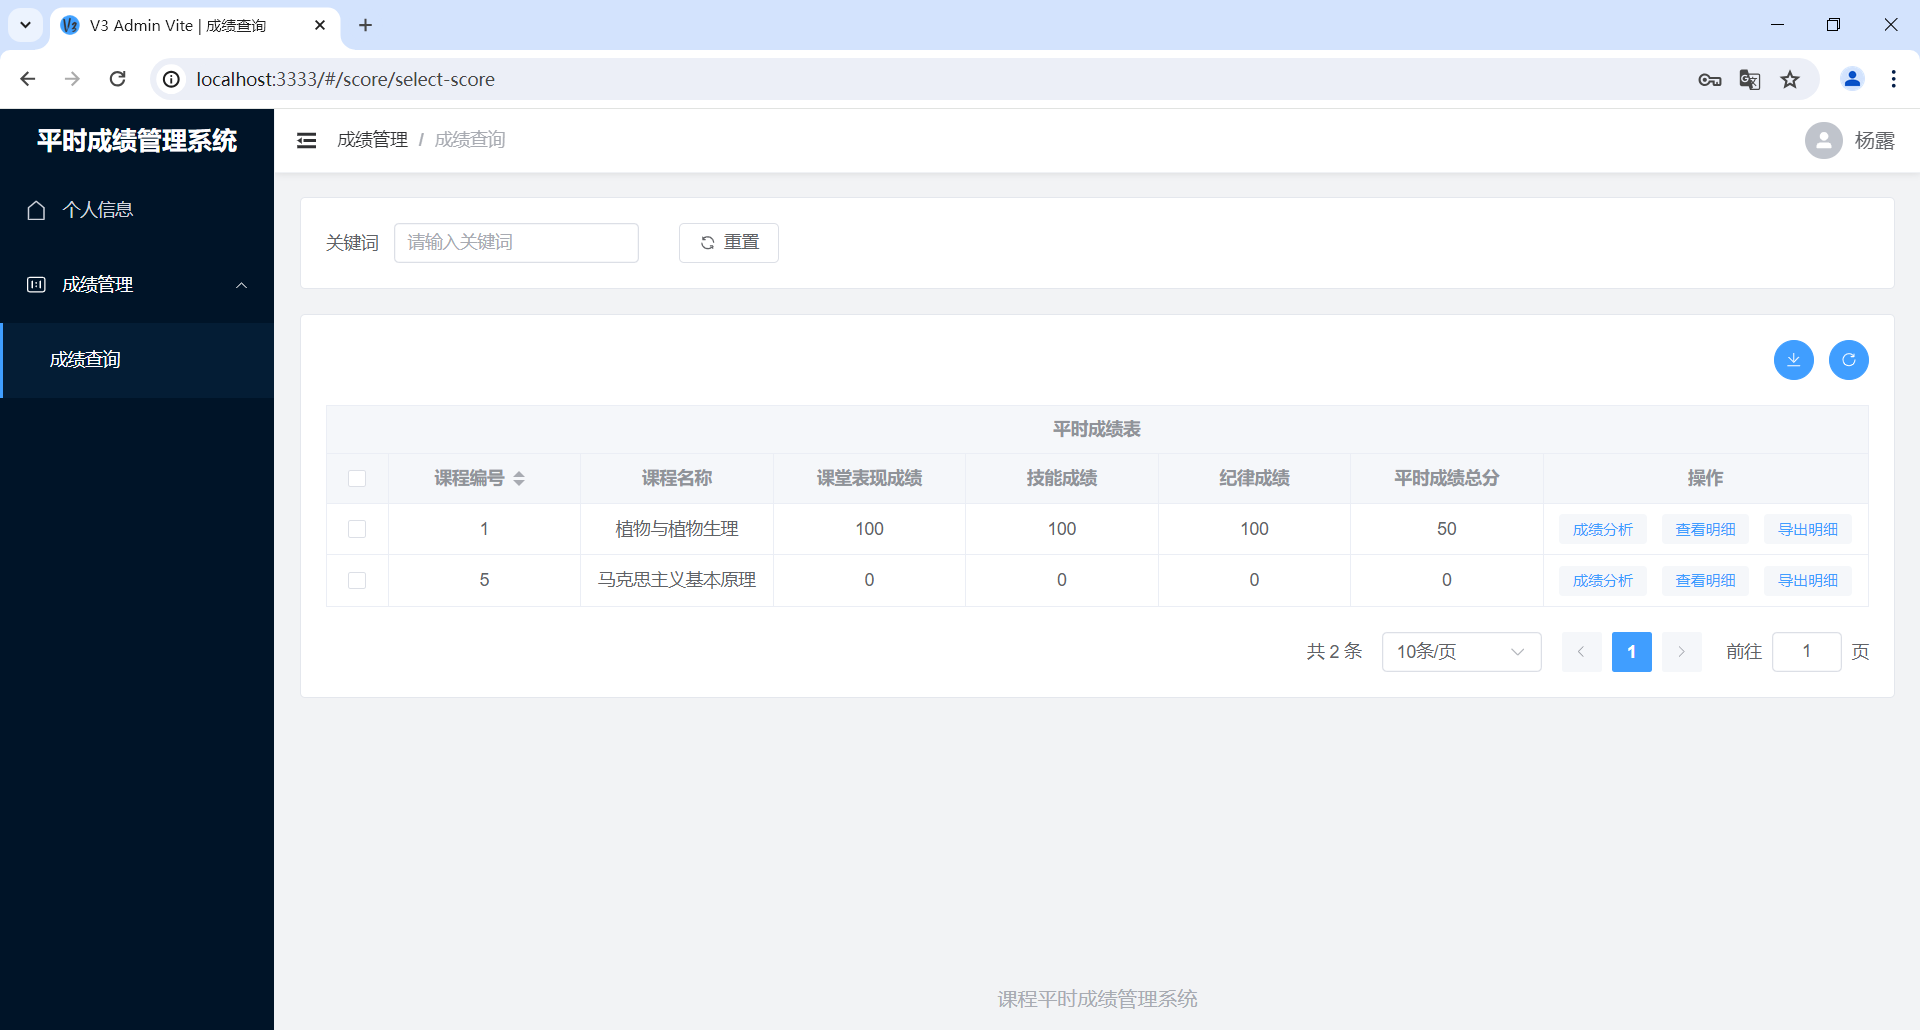 V3 Admin Vite | 成绩查询
localhost:3333/#/score/select-score
平时成绩管理系统
成绩管理 / 成绩查询
杨露
个人信息
成绩管理
成绩查询
关键词 请输入关键词 重置
平时成绩表
课程编号 课程名称 课堂表现成绩 技能成绩 纪律成绩 平时成绩总分 操作
1 植物与植物生理 100 100 100 50 成绩分析 查看明细 导出明细
5 马克思主义基本原理 0 0 0 0 成绩分析 查看明细 导出明细
共 2 条 10条/页 1 前往 1 页
课程平时成绩管理系统